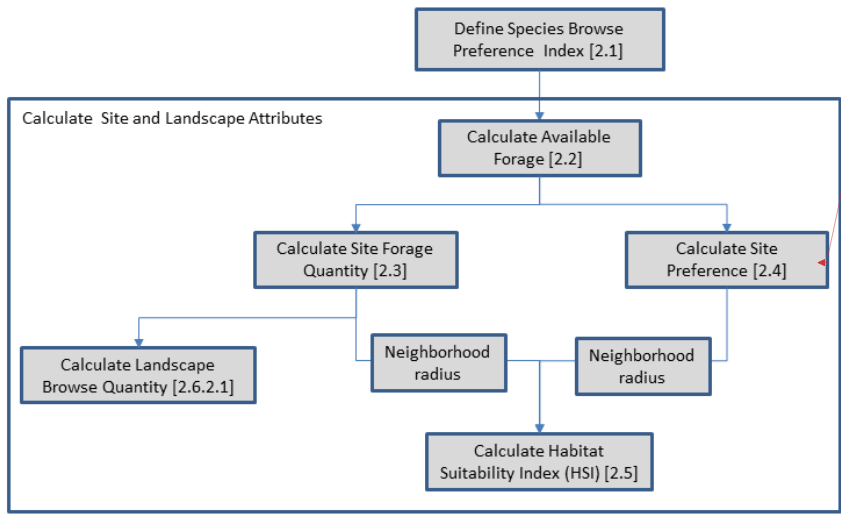 Define Species Browse
Preference Index [2.1]
Calculate Site and Landscape Attributes
Calculate Available
Forage [2.2]
Calculate Site Forage
Quantity [2.3]
Calculate Site
Preference [2.4]
Calculate Landscape
Browse Quantity [2.6.2.1]
Neighborhood
radius
Neighborhood
radius
Calculate Habitat
Suitability Index (HSI) [2.5]